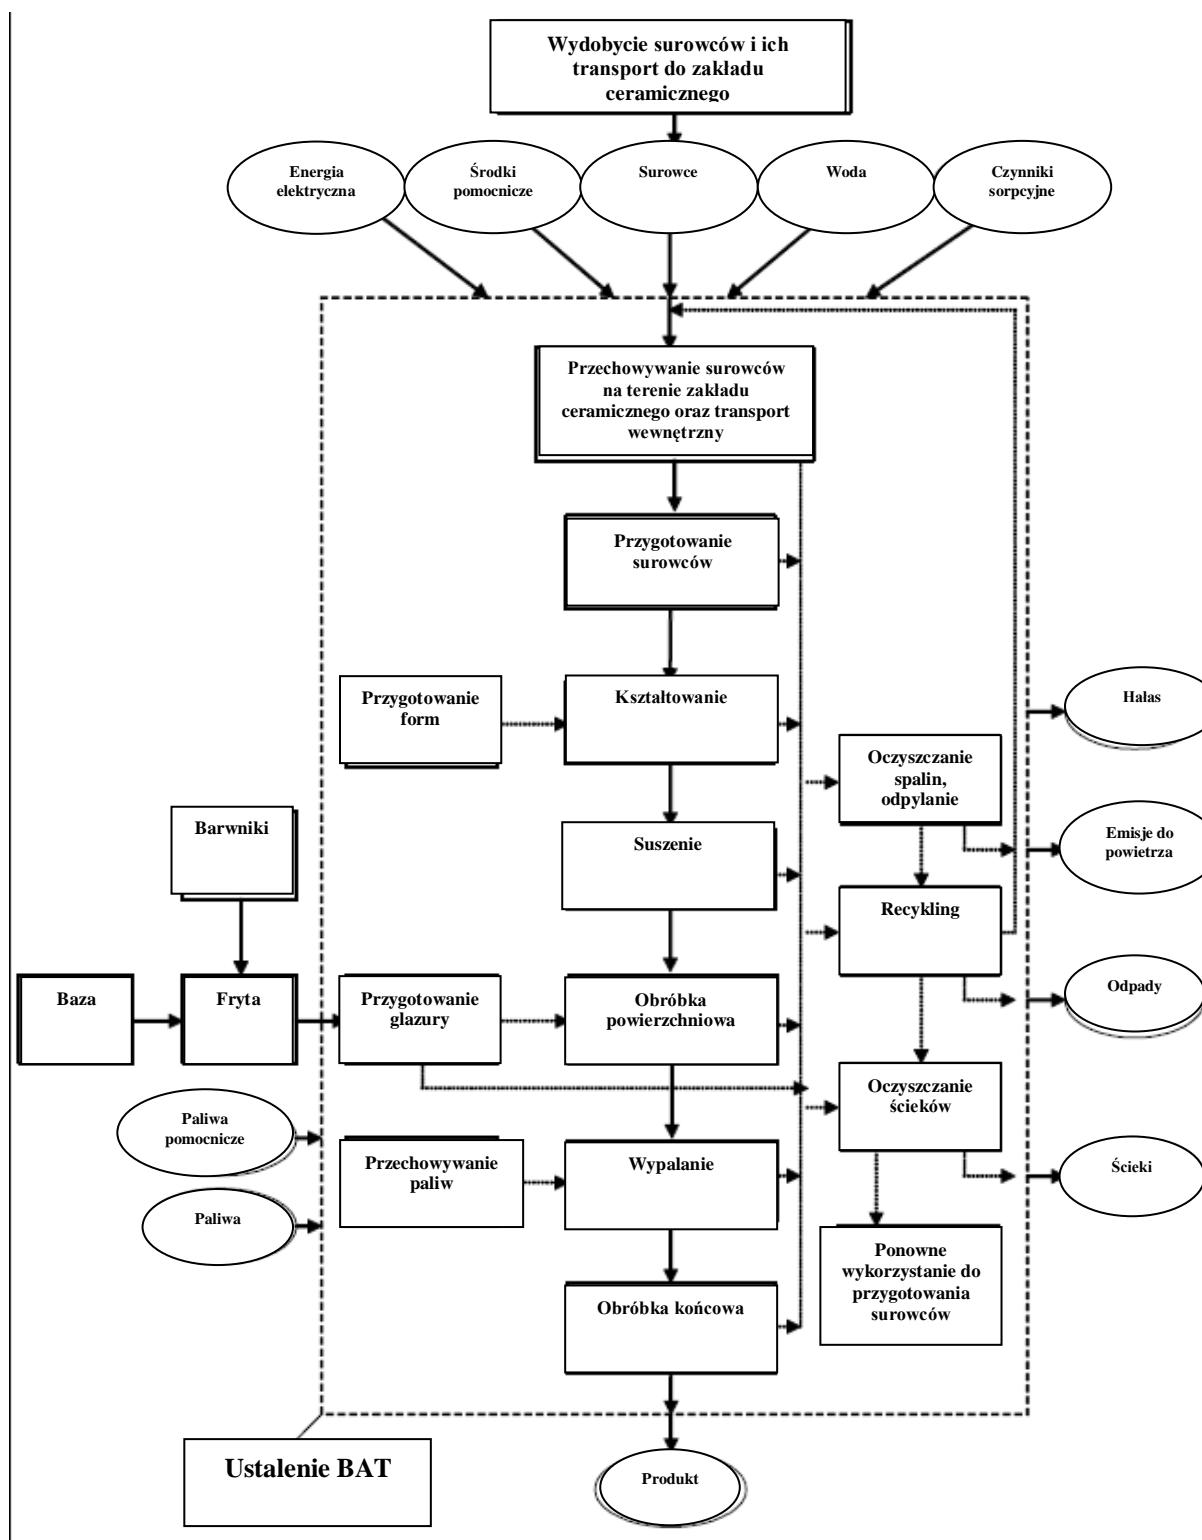 Wydobycie surowców i ich
transport do zakładu
ceramicznego
Energia
elektryczna
Środki
pomocnicze
Surowce
Woda
Czynniki
sorpcyjne
Przechowywanie surowców
na terenie zakładu
ceramicznego oraz transport
wewnętrzny
Przygotowanie
surowców
Przygotowanie
form
Kształtowanie
Hałas
Oczyszczanie
spalin,
odpylanie
Barwniki
Suszenie
Emisje do
powietrza
Recykling
Baza
Fryta
Przygotowanie
glazury
Obróbka
powierzchniowa
Odpady
Oczyszczanie
ścieków
Paliwa
pomocnicze
Przechowywanie
paliw
Wypalanie
Ścieki
Paliwa
Ponowne
wykorzystanie do
przygotowania
surowców
Obróbka końcowa
Ustalenie BAT
Produkt